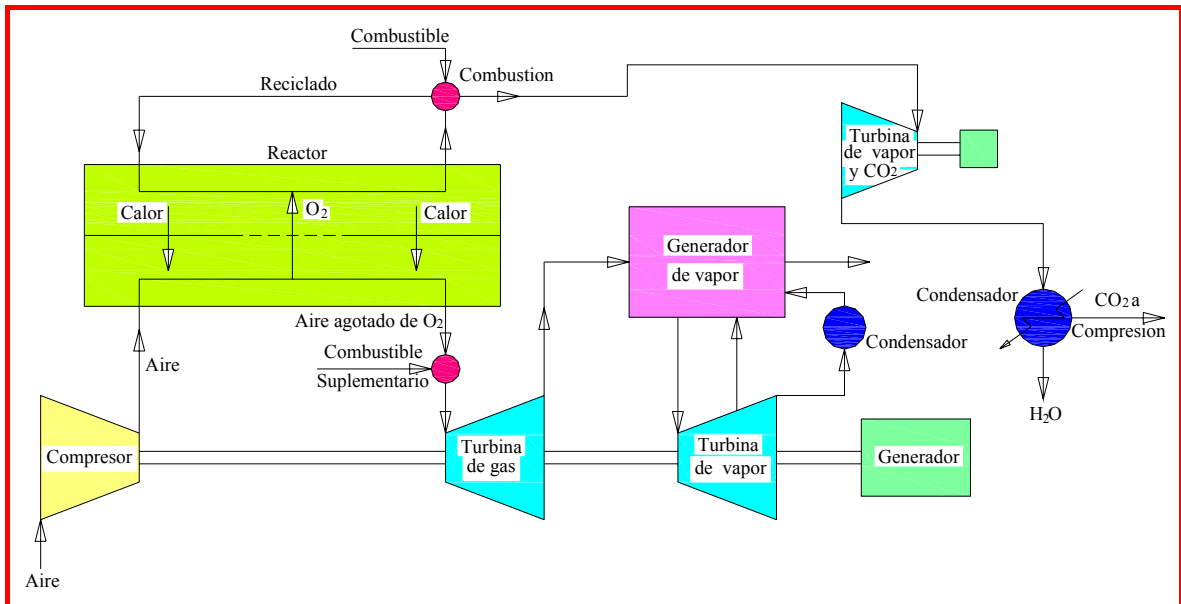 Combustible
Combustion
Reciclado
Reactor
Calor
O2
Calor
Turbina
de vapor
y CO2
Generador
de vapor
Condensador
CO2 a
Compresion
H2O
Condensador
Aire agotado de O2
Combustible
Suplementario
Aire
Compresor
Turbina
de gas
Turbina
de vapor
Generador
Aire